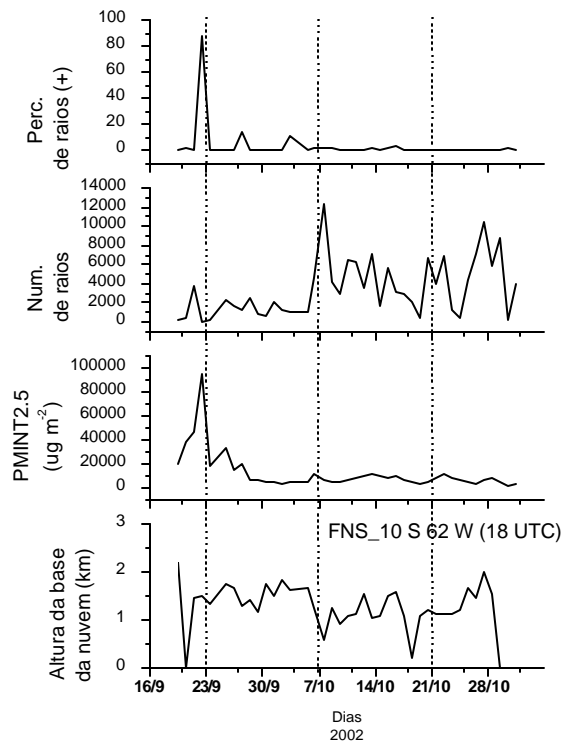 100
80
60
40
20
0
Perc.
de raios (+)
14000
12000
10000
8000
6000
4000
2000
0
Num.
de raios
100000
80000
60000
40000
20000
0
PMINT2.5
(ug m-2)
FNS_10 S 62 W (18 UTC)
3
2
1
0
Altura da base
da nuvem (km)
16/9 23/9 30/9 7/10 14/10 21/10 28/10
Dias
2002